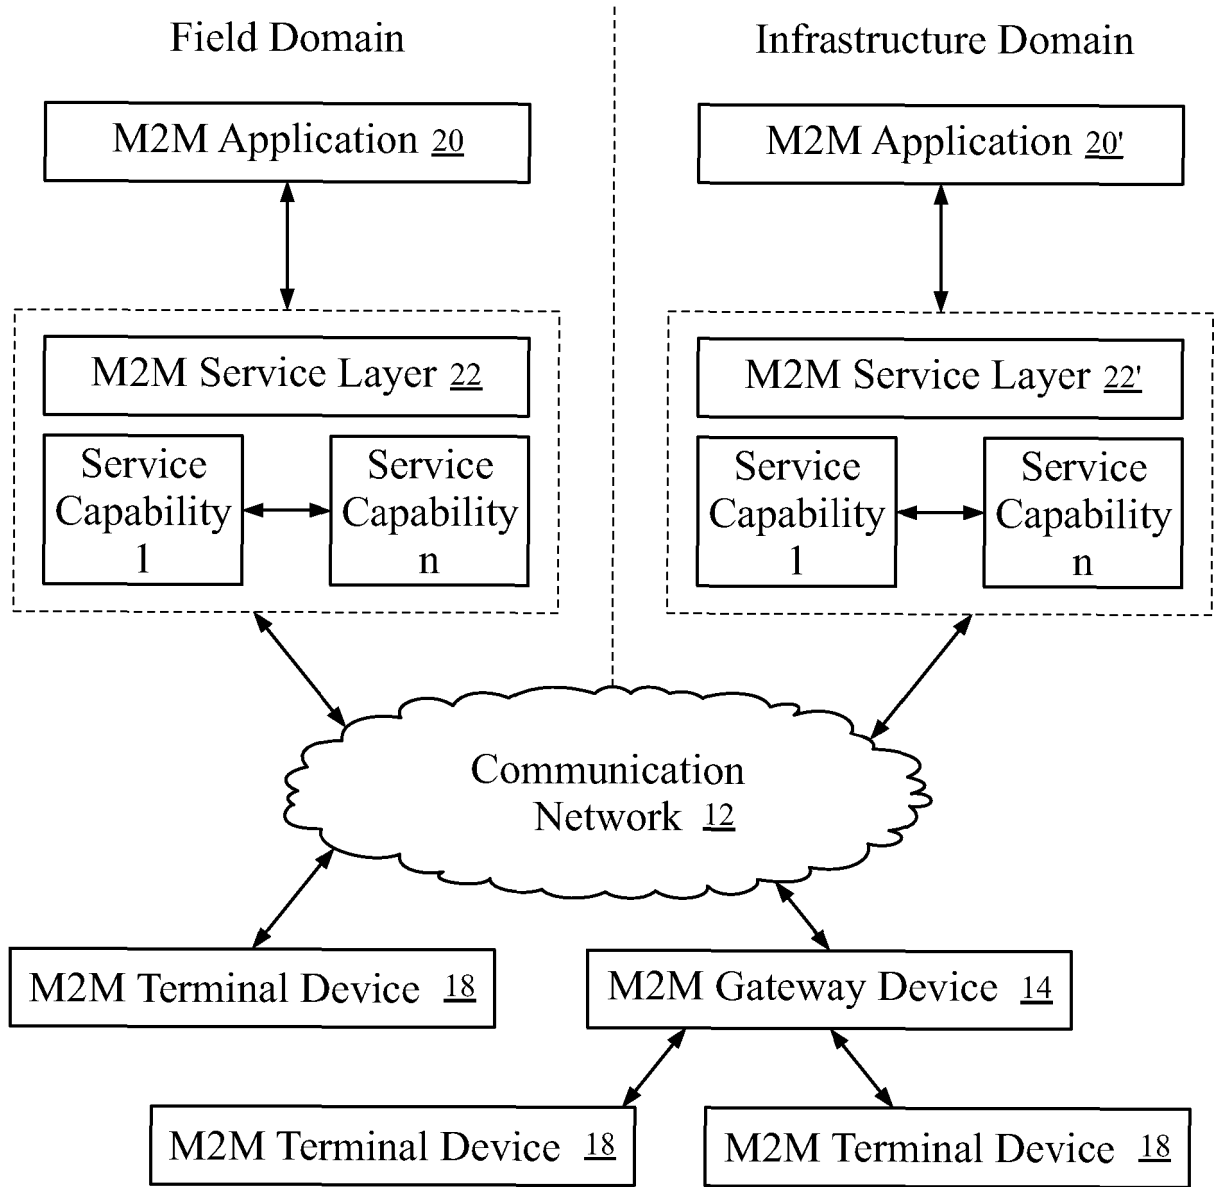 Field Domain
Infrastructure Domain
M2M Application 20
M2M Application 20'
M2M Service Layer 22
M2M Service Layer 22'
Service
Capability
1
Service
Capability
n
Service
Capability
1
Service
Capability
n
Communication
Network 12
M2M Terminal Device 18
M2M Gateway Device 14
M2M Terminal Device 18
M2M Terminal Device 18